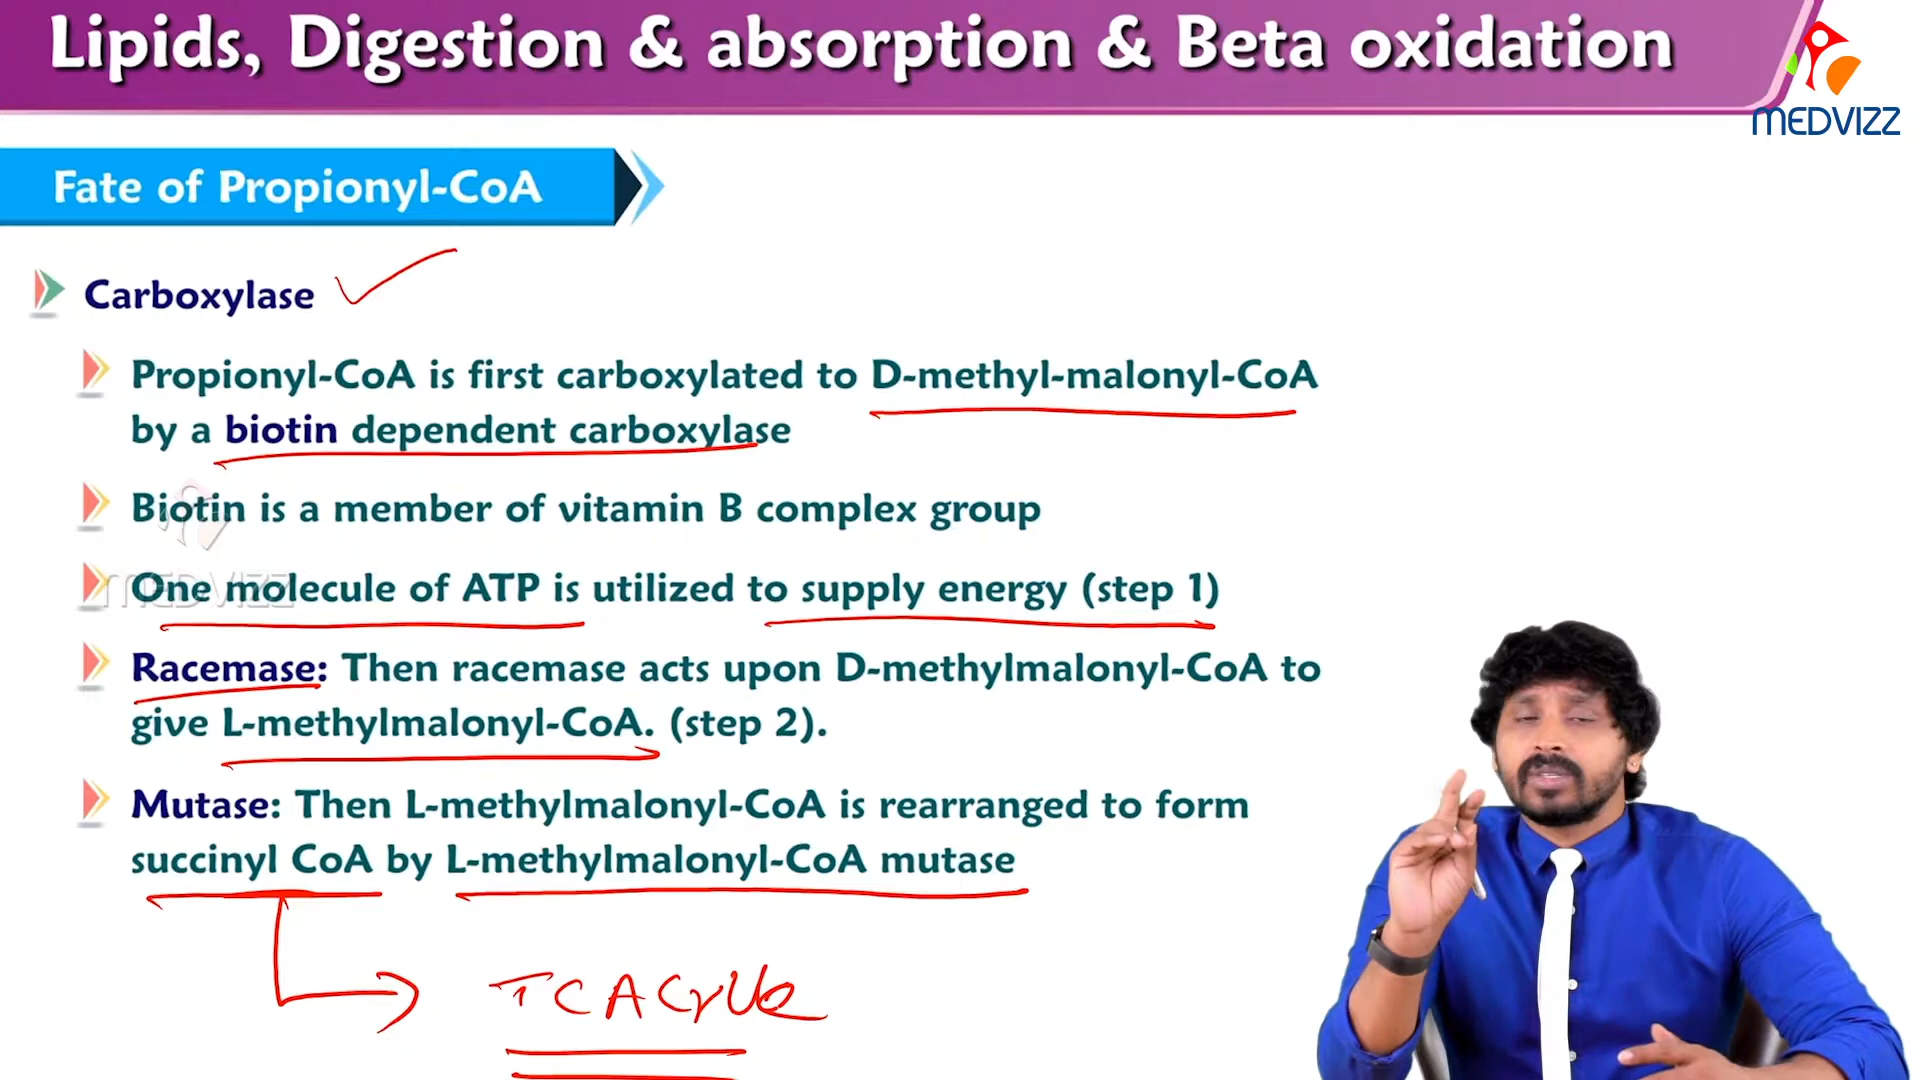 Lipids, Digestion & absorption & Beta oxidation
MEDVIZZ
Fate of Propionyl-CoA
Carboxylase
Propionyl-CoA is first carboxylated to D-methyl-malonyl-CoA
by a biotin dependent carboxylase
Biotin is a member of vitamin B complex group
MEDVIZZ
One molecule of ATP is utilized to supply energy (step 1)
Racemase: Then racemase acts upon D-methylmalonyl-CoA to
give L-methylmalonyl-CoA. (step 2).
Mutase: Then L-methylmalonyl-CoA is rearranged to form
succinyl CoA by L-methylmalonyl-CoA mutase
TCA Cycle